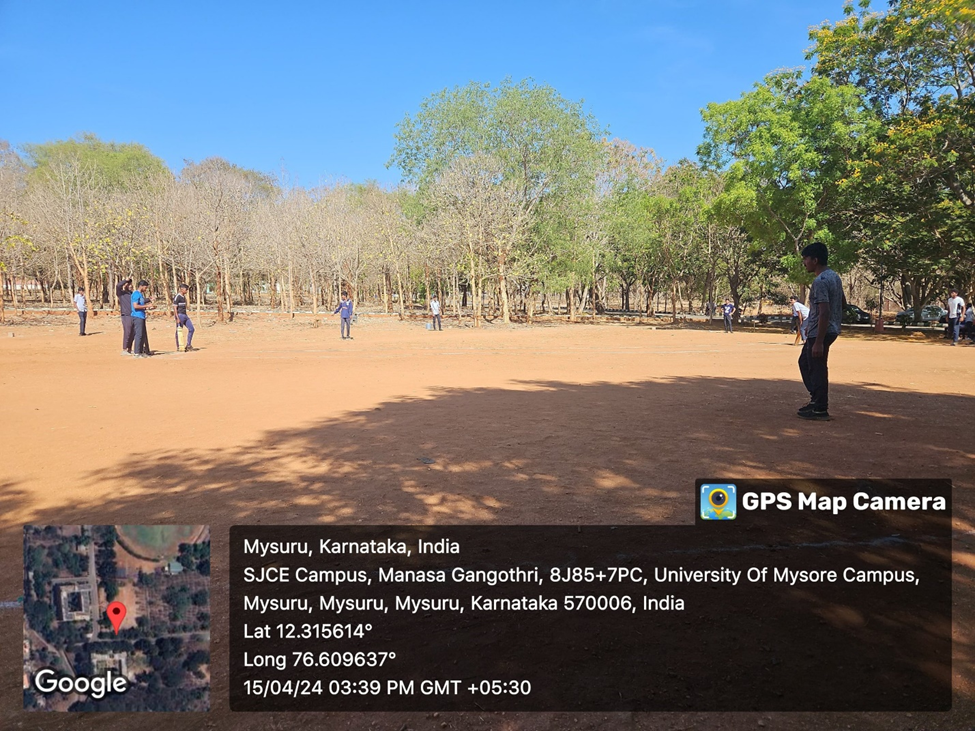 GPS Map Camera
Mysuru, Karnataka, India
SJCE Campus, Manasa Gangothri, 8J85+7PC, University Of Mysore Campus,
Mysuru, Mysuru, Mysuru, Karnataka 570006, India
Lat 12.315614°
Long 76.609637°
15/04/24 03:39 PM GMT +05:30
Google